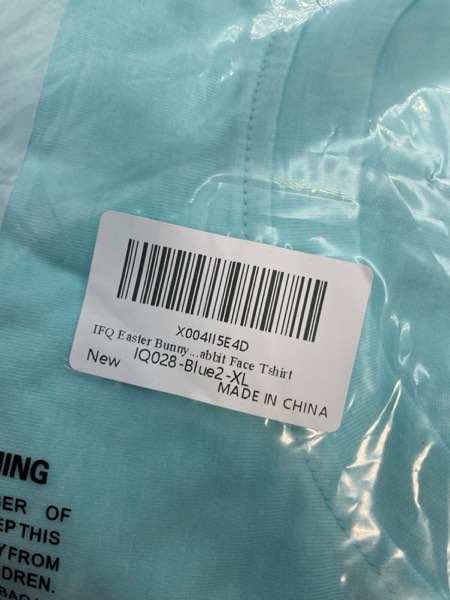 X004II5E4D
IFQ Easter Bunny...abbit Face Tshirt
New IQ028-Blue2-XL
MADE IN CHINA
NING
GER OF
EP THIS
Y FROM
DREN.